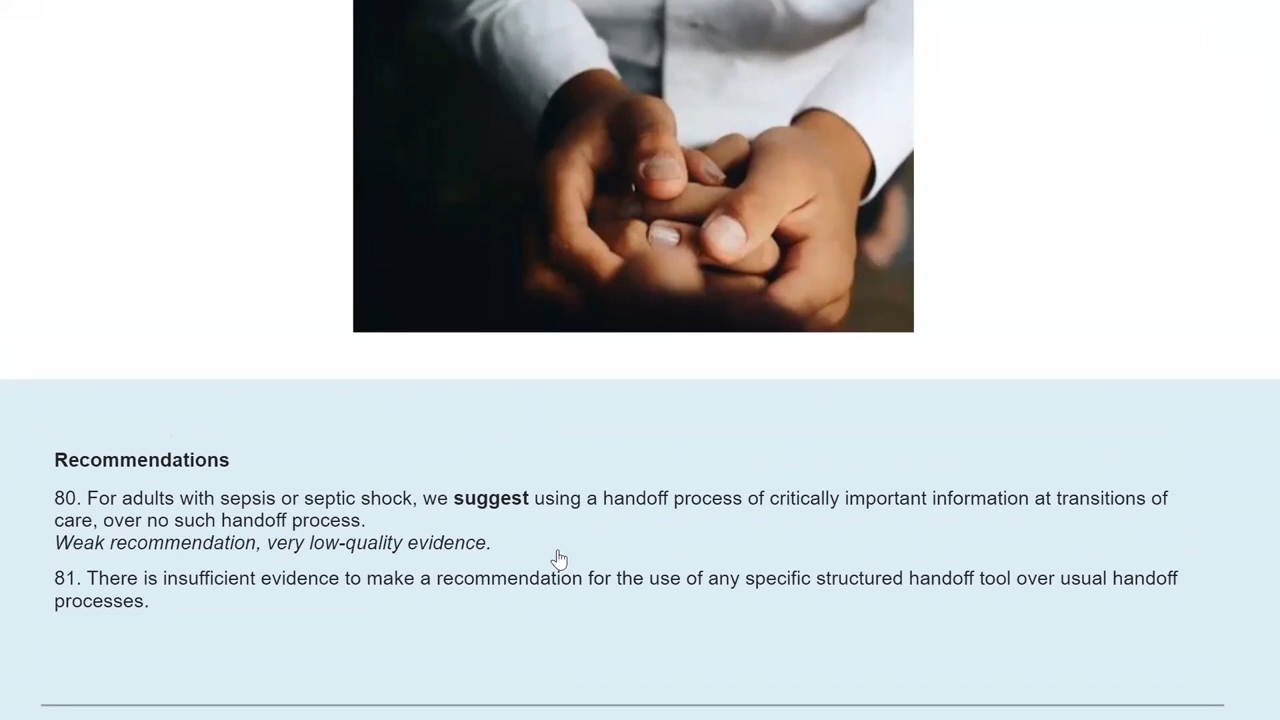 Recommendations
80. For adults with sepsis or septic shock, we suggest using a handoff process of critically important information at transitions of
care, over no such handoff process.
Weak recommendation, very low-quality evidence.
81. There is insufficient evidence to make a recommendation for the use of any specific structured handoff tool over usual handoff
processes.